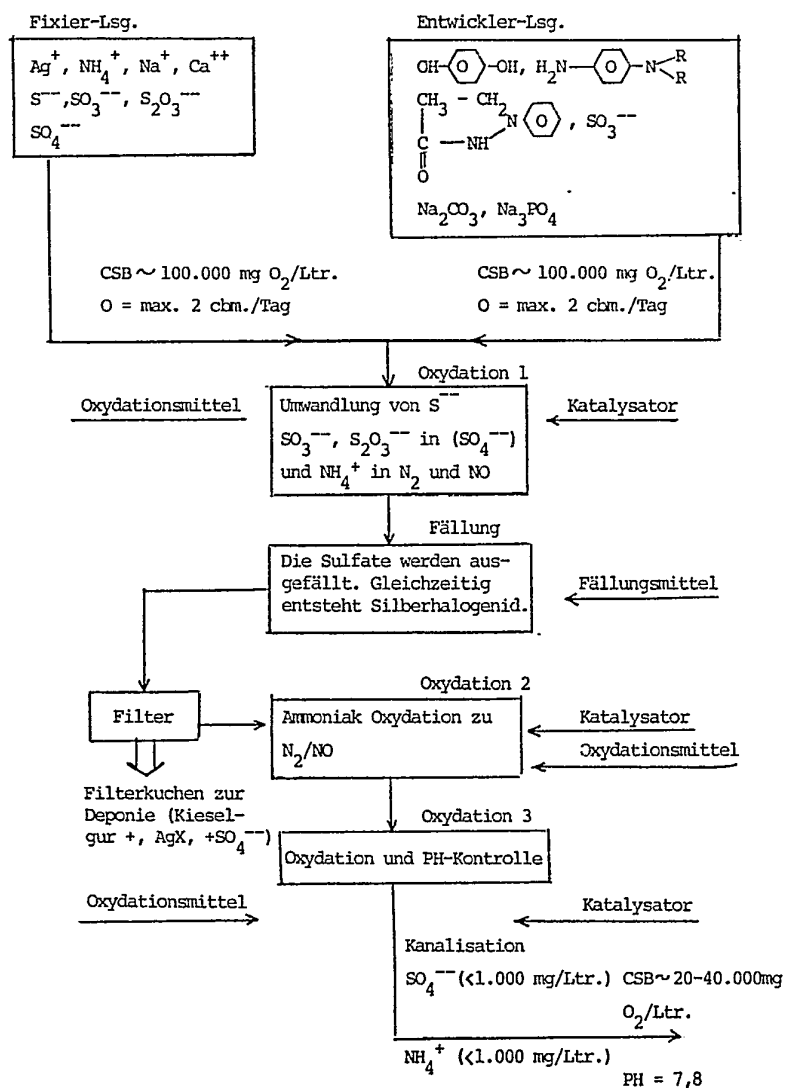 Fixier-Lsg.
Ag⁺, NH₄⁺, Na⁺, Ca⁺⁺
S⁻⁻,SO₃⁻⁻, S₂O₃⁻⁻
SO₄⁻⁻
Entwickler-Lsg.
OH-O-OH, H₂N-O-N R
R
CH₃ - CH₂
N O , SO₃⁻⁻
C - NH
O
Na₂CO₃, Na₃PO₄
CSB ~ 100.000 mg O₂/Ltr.
O = max. 2 cbm./Tag
CSB ~ 100.000 mg O₂/Ltr.
O = max. 2 cbm./Tag
Oxydation 1
Oxydationsmittel
Umwandlung von S⁻⁻
SO₃⁻⁻, S₂O₃⁻⁻ in (SO₄⁻⁻)
und NH₄⁺ in N₂ und NO
Katalysator
Fällung
Die Sulfate werden aus-
gefällt. Gleichzeitig
entsteht Silberhalogenid.
Fällungsmittel
Oxydation 2
Filter
Ammoniak Oxydation zu
N₂/NO
Katalysator
Oxydationsmittel
Filterkuchen zur
Deponie (Kiesel-
gur +, AgX, +SO₄⁻⁻)
Oxydation 3
Oxydation und PH-Kontrolle
Oxydationsmittel
Katalysator
Kanalisation
SO₄⁻⁻ (<1.000 mg/Ltr.) CSB ~ 20-40.000mg
O₂/Ltr.
NH₄⁺ (<1.000 mg/Ltr.)
PH = 7,8